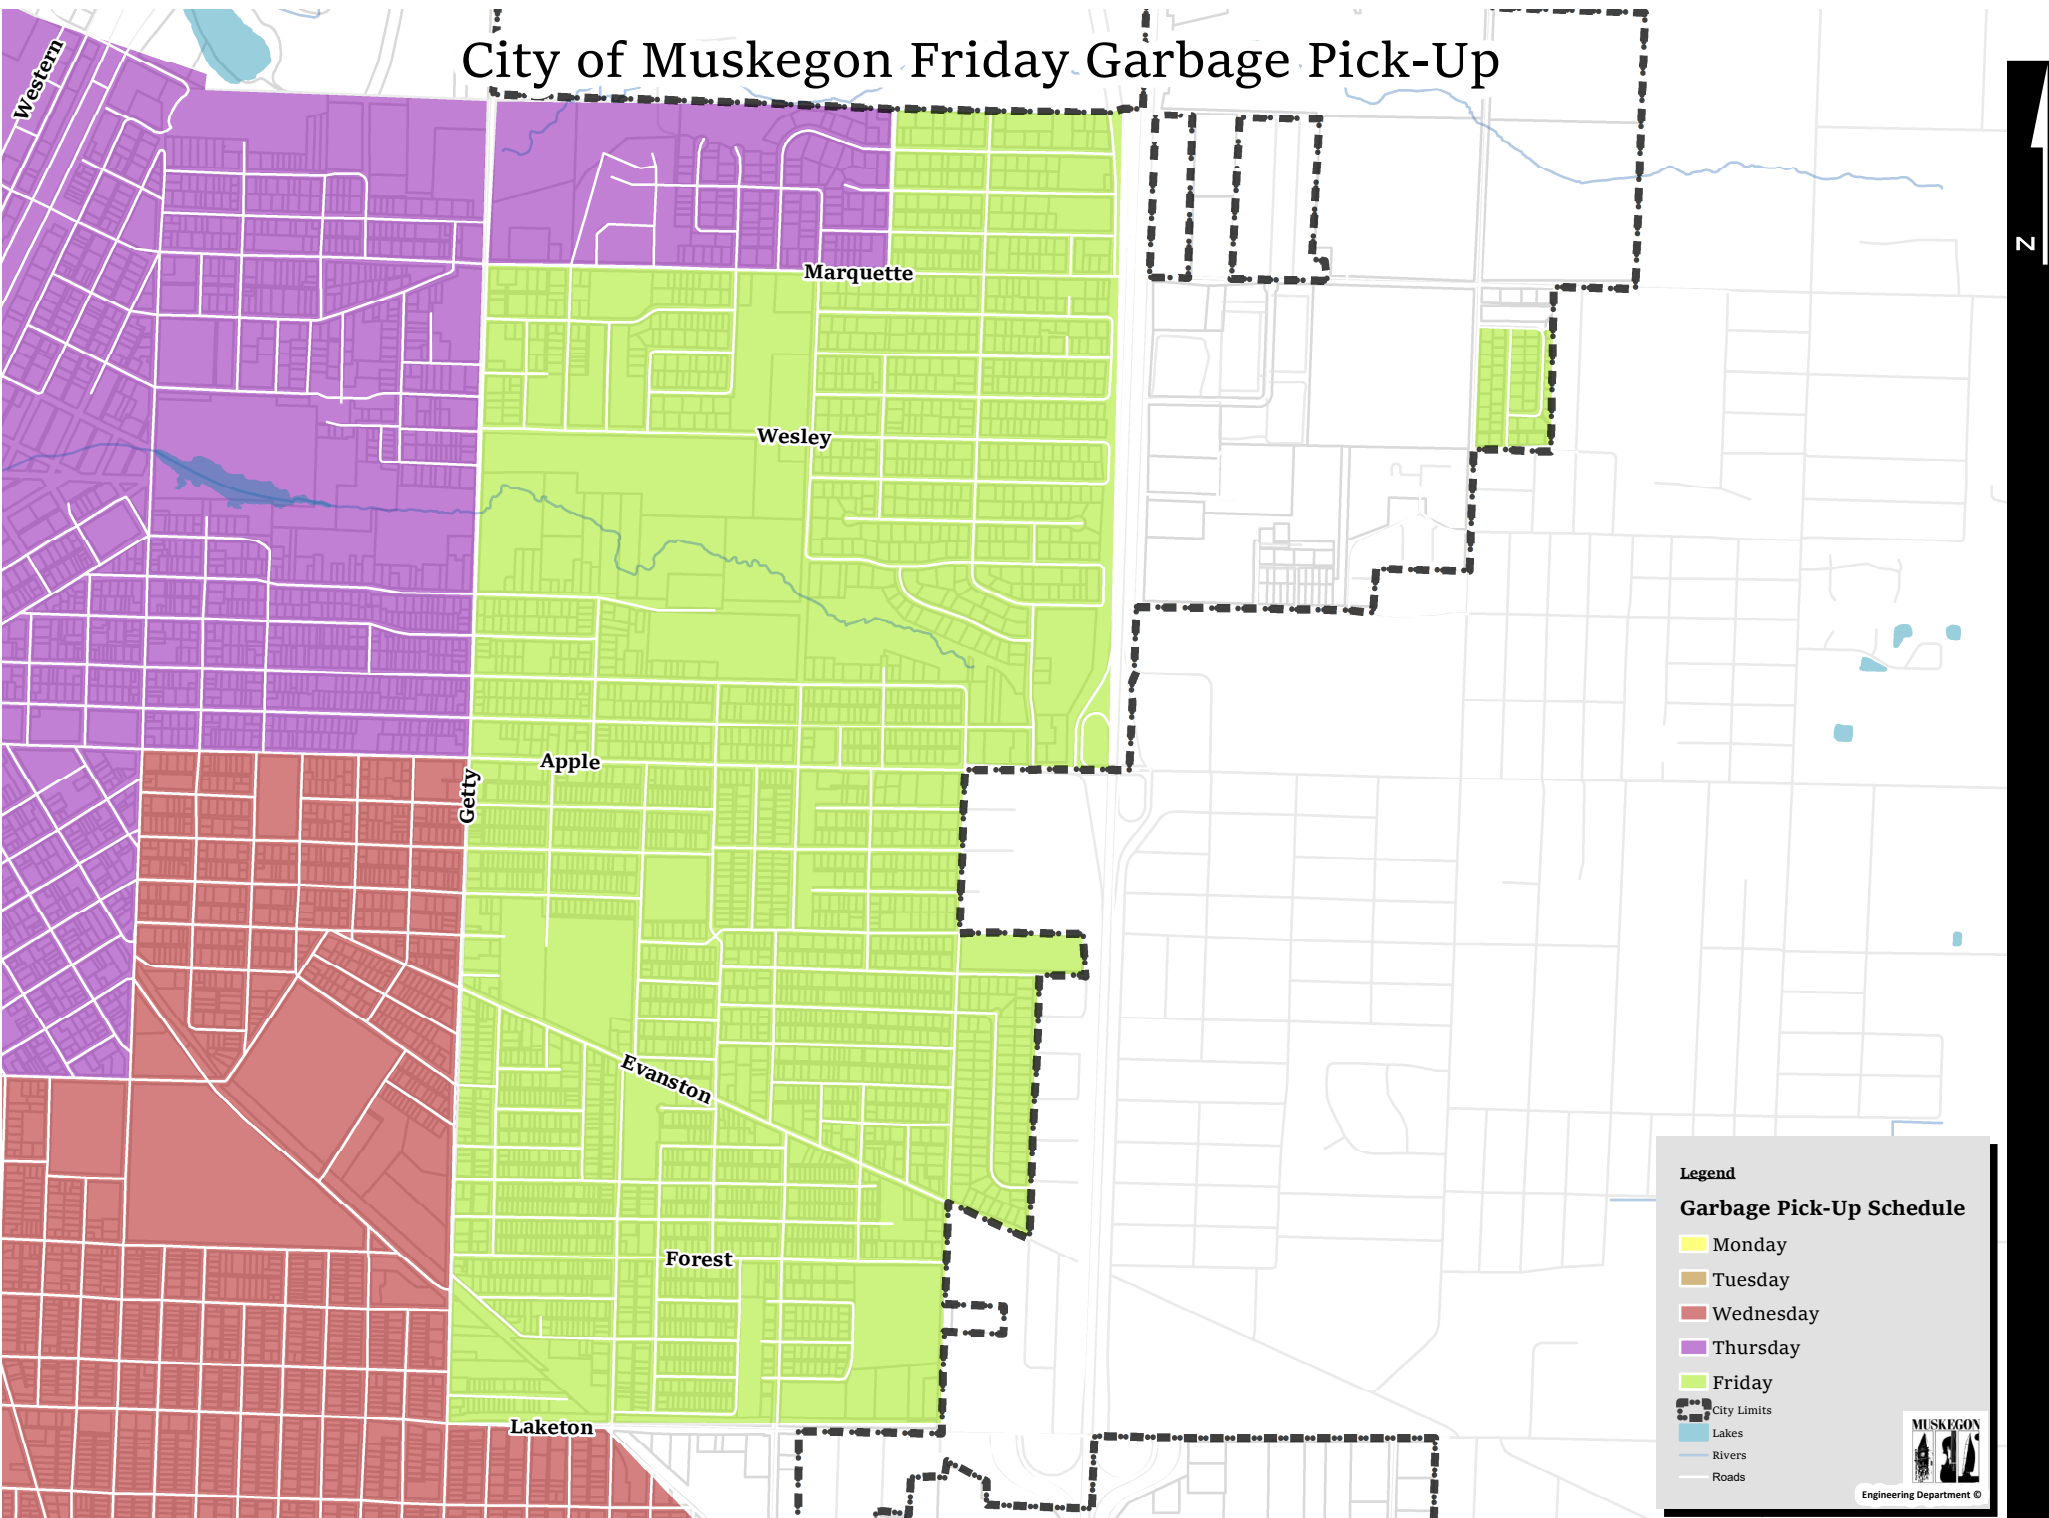 City of Muskegon Friday Garbage Pick-Up
Western
N
Marquette
Wesley
Apple
Getty
Evanston
Forest
Laketon
Legend
Garbage Pick-Up Schedule
Monday
Tuesday
Wednesday
Thursday
Friday
City Limits
Lakes
Rivers
Roads
MUSKEGON
Engineering Department ©